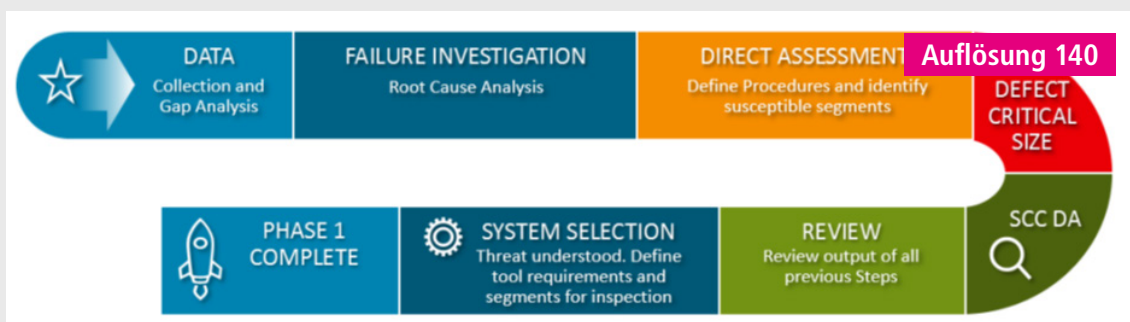 DATA
Collection and
Gap Analysis
FAILURE INVESTIGATION
Root Cause Analysis
DIRECT ASSESSMENT
Define Procedures and identify
susceptible segments
Auflösung 140
DEFECT
CRITICAL
SIZE
SCC DA
REVIEW
Review output of all
previous Steps
SYSTEM SELECTION
Threat understood. Define
tool requirements and
segments for inspection
PHASE 1
COMPLETE